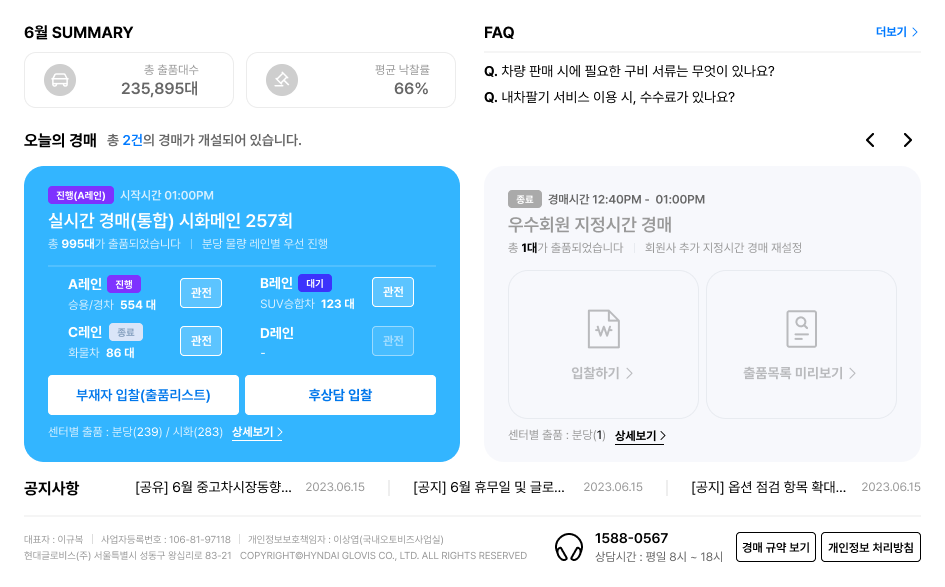 6월 SUMMARY
총 출품대수
235,895대
평균 낙찰률
66%
FAQ
더보기
Q. 차량 판매 시에 필요한 구비 서류는 무엇이 있나요?
Q. 내차팔기 서비스 이용 시, 수수료가 있나요?
오늘의 경매 총 2건의 경매가 개설되어 있습니다.
진행(A레인) 시작시간 01:00PM
실시간 경매(통합) 시화메인 257회
총 995대가 출품되었습니다 | 분당 물량 레인별 우선 진행
A레인 진행
승용/경차 554 대
관전
B레인 대기
SUV승합차 123 대
관전
C레인 종료
화물차 86 대
관전
D레인
-
관전
부재자 입찰(출품리스트)
후상담 입찰
센터별 출품 : 분당(239) / 시화(283) 상세보기
종료 경매시간 12:40PM - 01:00PM
우수회원 지정시간 경매
총 1대가 출품되었습니다 | 회원사 추가 지정시간 경매 재설정
입찰하기
출품목록 미리보기
센터별 출품 : 분당(1) 상세보기
공지사항
[공유] 6월 중고차시장동향... 2023.06.15
[공지] 6월 휴무일 및 글로... 2023.06.15
[공지] 옵션 점검 항목 확대... 2023.06.15
대표자 : 이규복 | 사업자등록번호 : 106-81-97118 | 개인정보보호책임자 : 이상엽(국내오토비즈사업실)
현대글로비스(주) 서울특별시 성동구 왕십리로 83-21 COPYRIGHT©HYNDAI GLOVIS CO., LTD. ALL RIGHTS RESERVED
1588-0567
상담시간 : 평일 8시 ~ 18시
경매 규약 보기
개인정보 처리방침